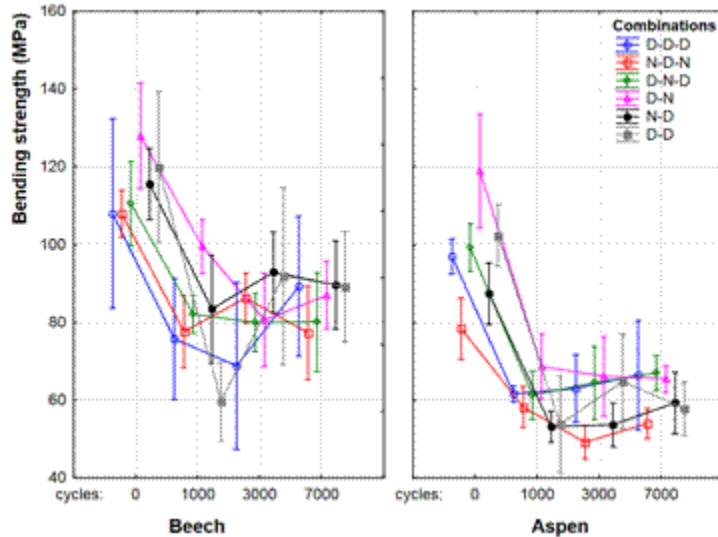 160
140
120
100
80
60
40
Bending strength (MPa)
Combinations
D-D-D
N-D-N
D-N-D
D-N
N-D
D-D
cycles: 0 1000 3000 7000
cycles: 0 1000 3000 7000
Beech
Aspen